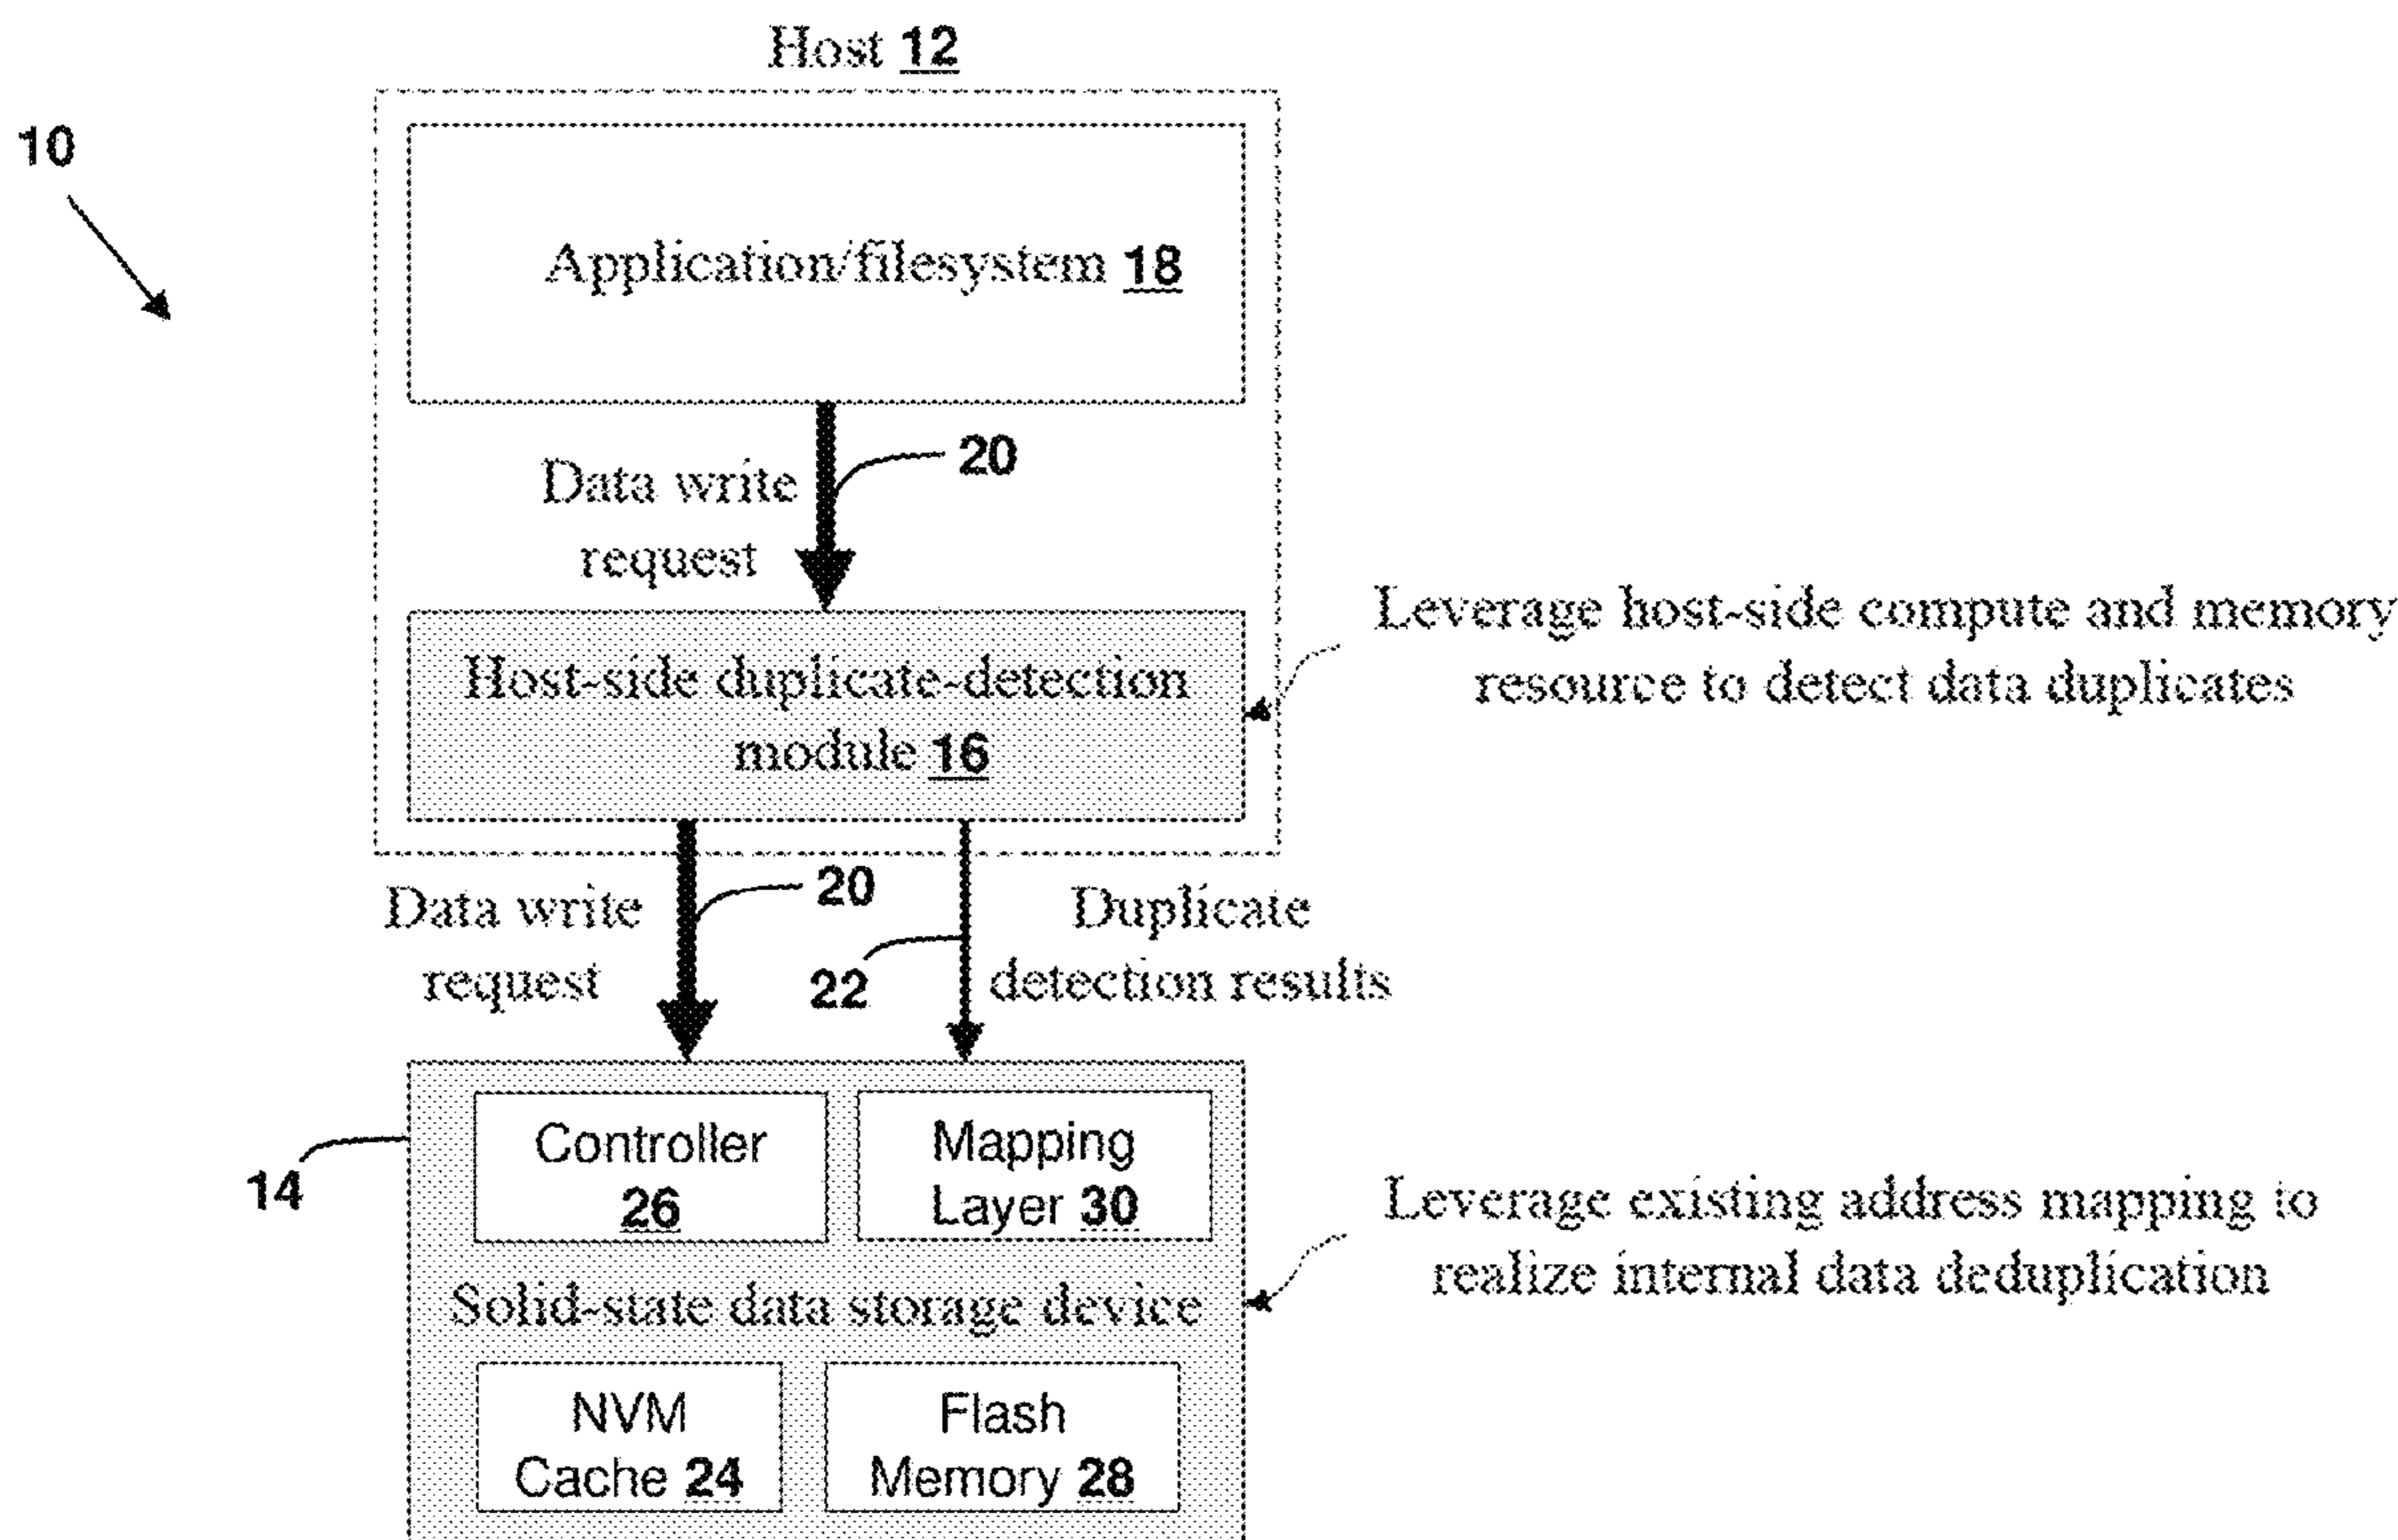 Host 12
10
Application/filesystem 18
20
Data write
request
Leverage host-side compute and memory
resource to detect data duplicates
Host-side duplicate-detection
module 16
Data write
request
20
22
Duplicate
detection results
14
Controller
26
Mapping
Layer 30
Leverage existing address mapping to
realize internal data deduplication
Solid-state data storage device
NVM
Cache 24
Flash
Memory 28